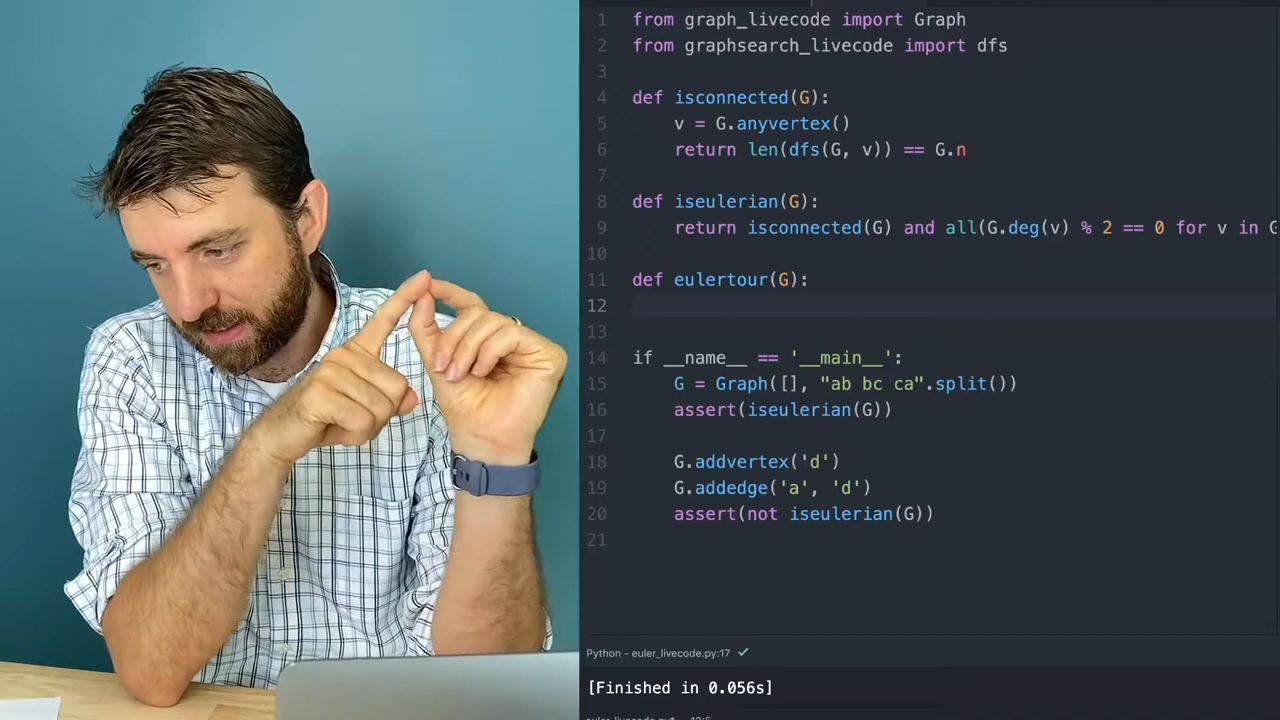 1 from graph_livecode import Graph
2 from graphsearch_livecode import dfs
3
4 def isconnected(G):
5 v = G.anyvertex()
6 return len(dfs(G, v)) == G.n
7
8 def iseulerian(G):
9 return isconnected(G) and all(G.deg(v) % 2 == 0 for v in G
10
11 def eulertour(G):
12
13
14 if __name__ == '__main__':
15 G = Graph([], "ab bc ca".split())
16 assert(iseulerian(G))
17
18 G.addvertex('d')
19 G.addedge('a', 'd')
20 assert(not iseulerian(G))
21
Python - euler_livecode.py:17 ✓
[Finished in 0.056s]